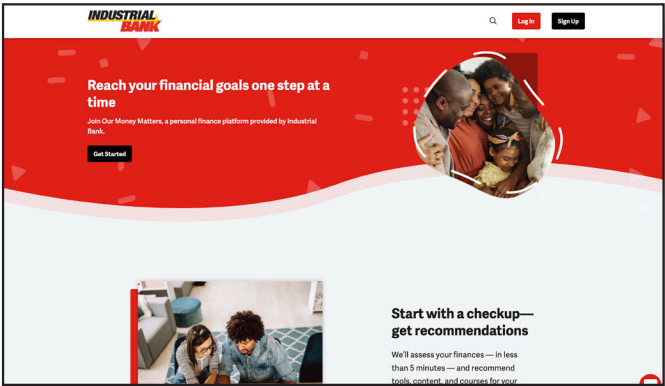 INDUSTRIAL
BANK
Log In
Sign Up
Reach your financial goals one step at a
time
Join Our Money Matters, a personal finance platform provided by Industrial
Bank.
Get Started
Start with a checkup—
get recommendations
We'll assess your finances — in less
than 5 minutes — and recommend
tools, content, and courses for your